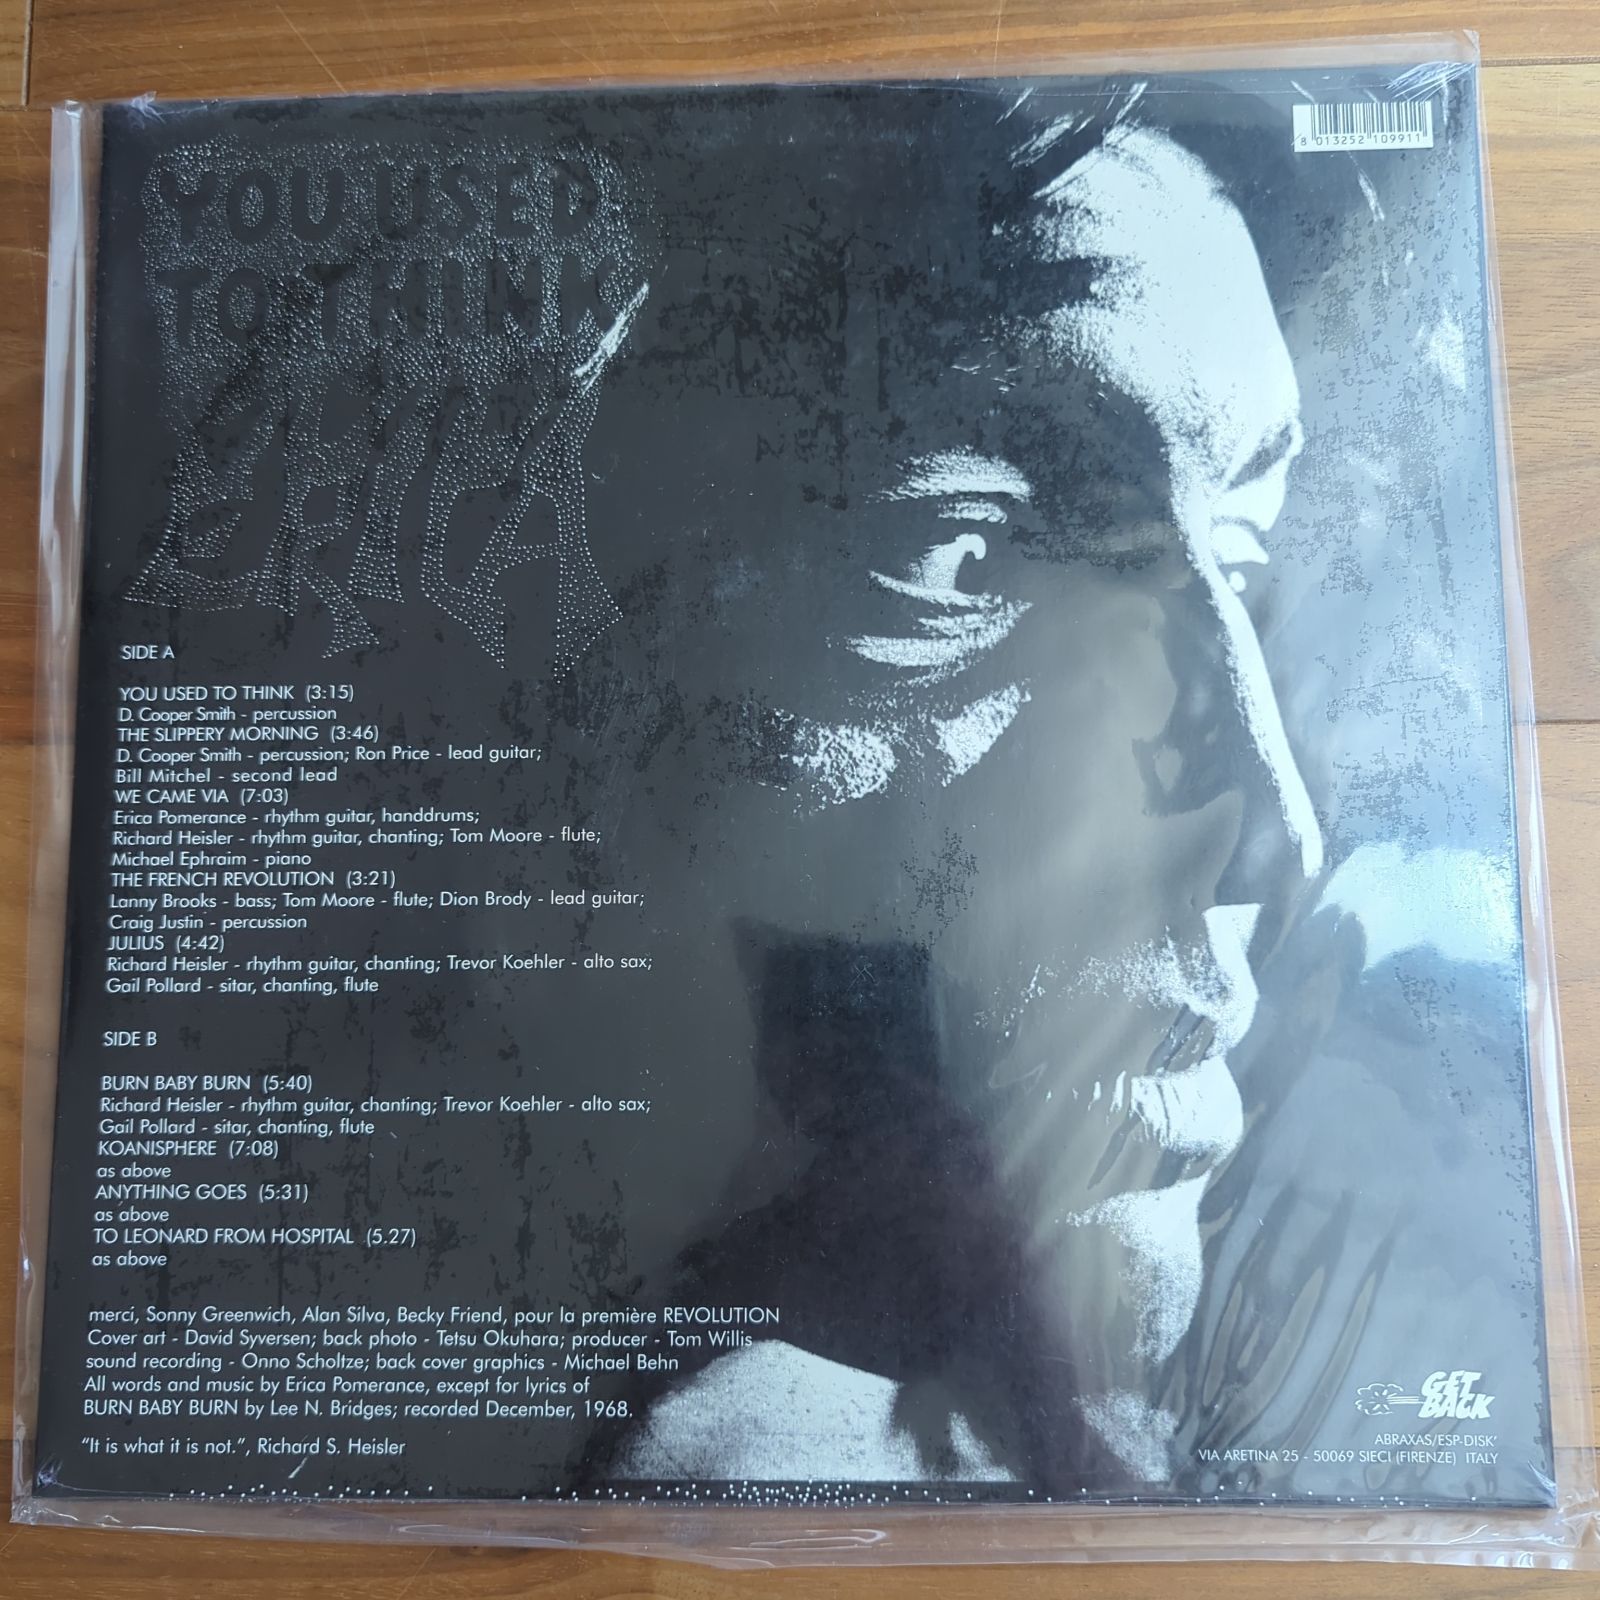 8 013252 109911
YOU USED
TO THINK
ERICA
SIDE A
YOU USED TO THINK (3:15)
D. Cooper Smith - percussion
THE SLIPPERY MORNING (3:46)
D. Cooper Smith - percussion; Ron Price - lead guitar;
Bill Mitchel - second lead
WE CAME VIA (7:03)
Erica Pomerance - rhythm guitar, handdrums;
Richard Heisler - rhythm guitar, chanting; Tom Moore - flute;
Michael Ephraim - piano
THE FRENCH REVOLUTION (3:21)
Lanny Brooks - bass; Tom Moore - flute; Dion Brody - lead guitar;
Craig Justin - percussion
JULIUS (4:42)
Richard Heisler - rhythm guitar, chanting; Trevor Koehler - alto sax;
Gail Pollard - sitar, chanting, flute
SIDE B
BURN BABY BURN (5:40)
Richard Heisler - rhythm guitar, chanting; Trevor Koehler - alto sax;
Gail Pollard - sitar, chanting, flute
KOANISPHERE (7:08)
as above
ANYTHING GOES (5:31)
as above
TO LEONARD FROM HOSPITAL (5.27)
as above
merci, Sonny Greenwich, Alan Silva, Becky Friend, pour la première REVOLUTION
Cover art - David Syversen; back photo - Tetsu Okuhara; producer - Tom Willis
sound recording - Onno Scholtze; back cover graphics - Michael Behn
All words and music by Erica Pomerance, except for lyrics of
BURN BABY BURN by Lee N. Bridges; recorded December, 1968.
"It is what it is not.", Richard S. Heisler
GET
BACK
ABRAXAS/ESP-DISK'
VIA ARETINA 25 - 50069 SIECI (FIRENZE) ITALY